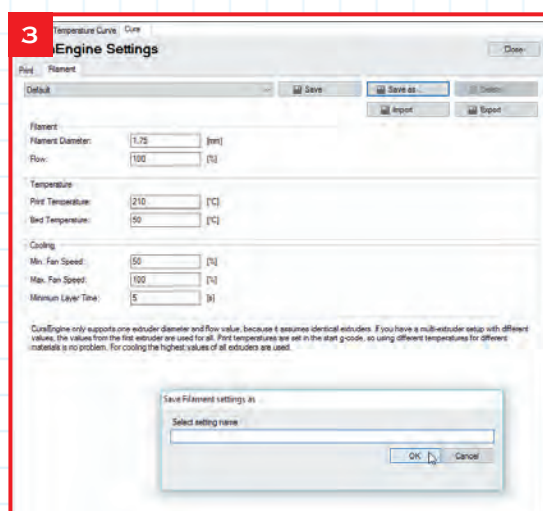 3
Temperature Curve Cura
Engine Settings
Close
Print Filament
Default
Save
Save as
Delete
Import
Export
Filament
Filament Diameter: 1,75 [mm]
Flow: 100 [%]
Temperature
Print Temperature: 210 [°C]
Bed Temperature: 50 [°C]
Cooling
Min. Fan Speed: 50 [%]
Max. Fan Speed: 100 [%]
Minimum Layer Time: 5 [s]
CuraEngine only supports one extruder diameter and flow value, because it assumes identical extruders. If you have a multi-extruder setup with different
values, the values from the first extruder are used for all. Print temperatures are set in the start g-code, so using different temperatures for different
materials is no problem. For cooling the highest values of all extruders are used.
Save Filament settings as
Select setting name
OK Cancel